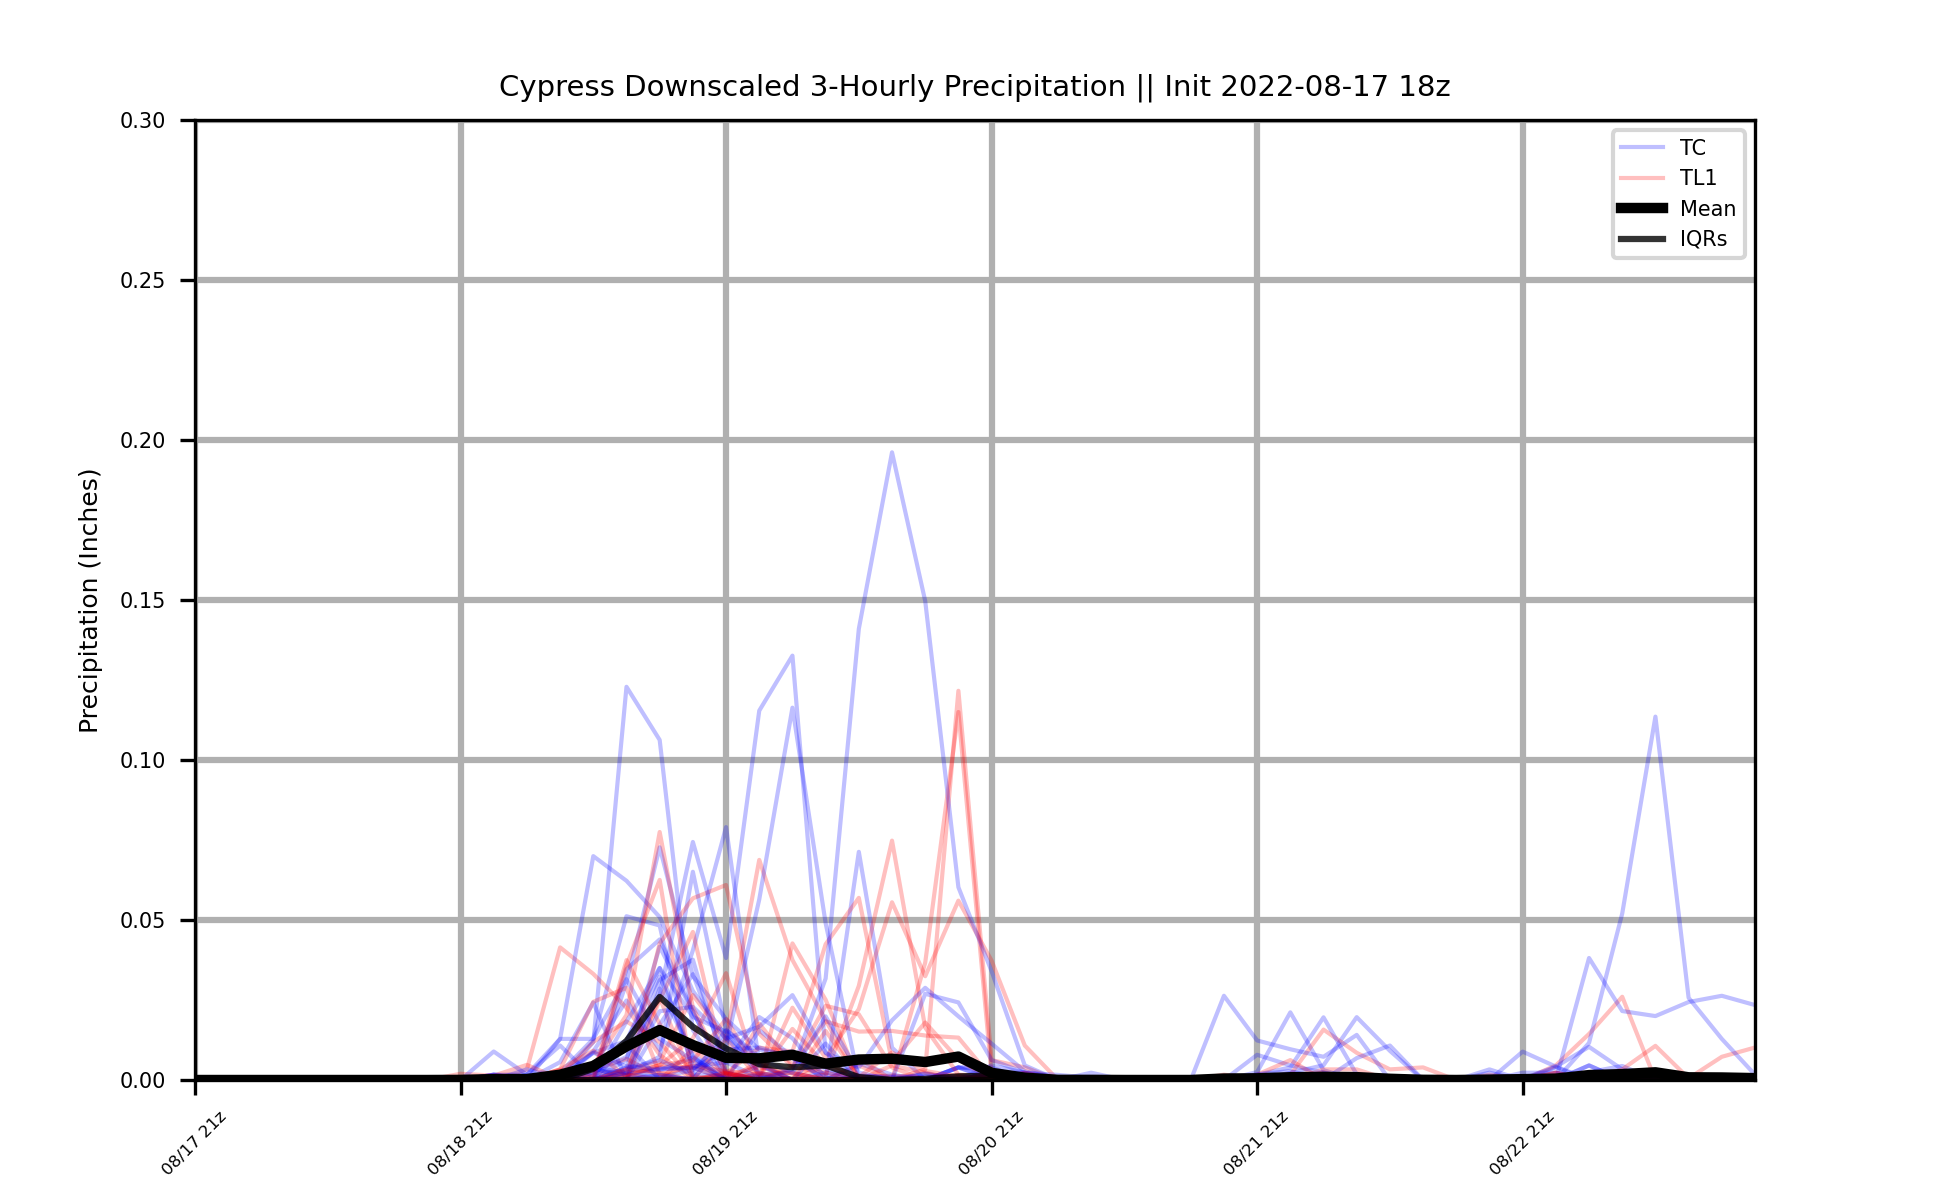 Cypress Downscaled 3-Hourly Precipitation || Init 2022-08-17 18z
0.30
0.25
0.20
0.15
0.10
0.05
0.00
Precipitation (Inches)
TC
TL1
Mean
IQRs
08/17 21z
08/18 21z
08/19 21z
08/20 21z
08/21 21z
08/22 21z